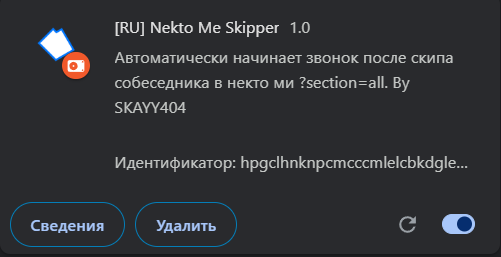 [RU] Nekto Me Skipper 1.0
Автоматически начинает звонок после скипа
собеседника в некто ми ?section=all. By
SKAYY404
Идентификатор: hpgclhnknpcmcccmlelcbkdgle...
Сведения
Удалить